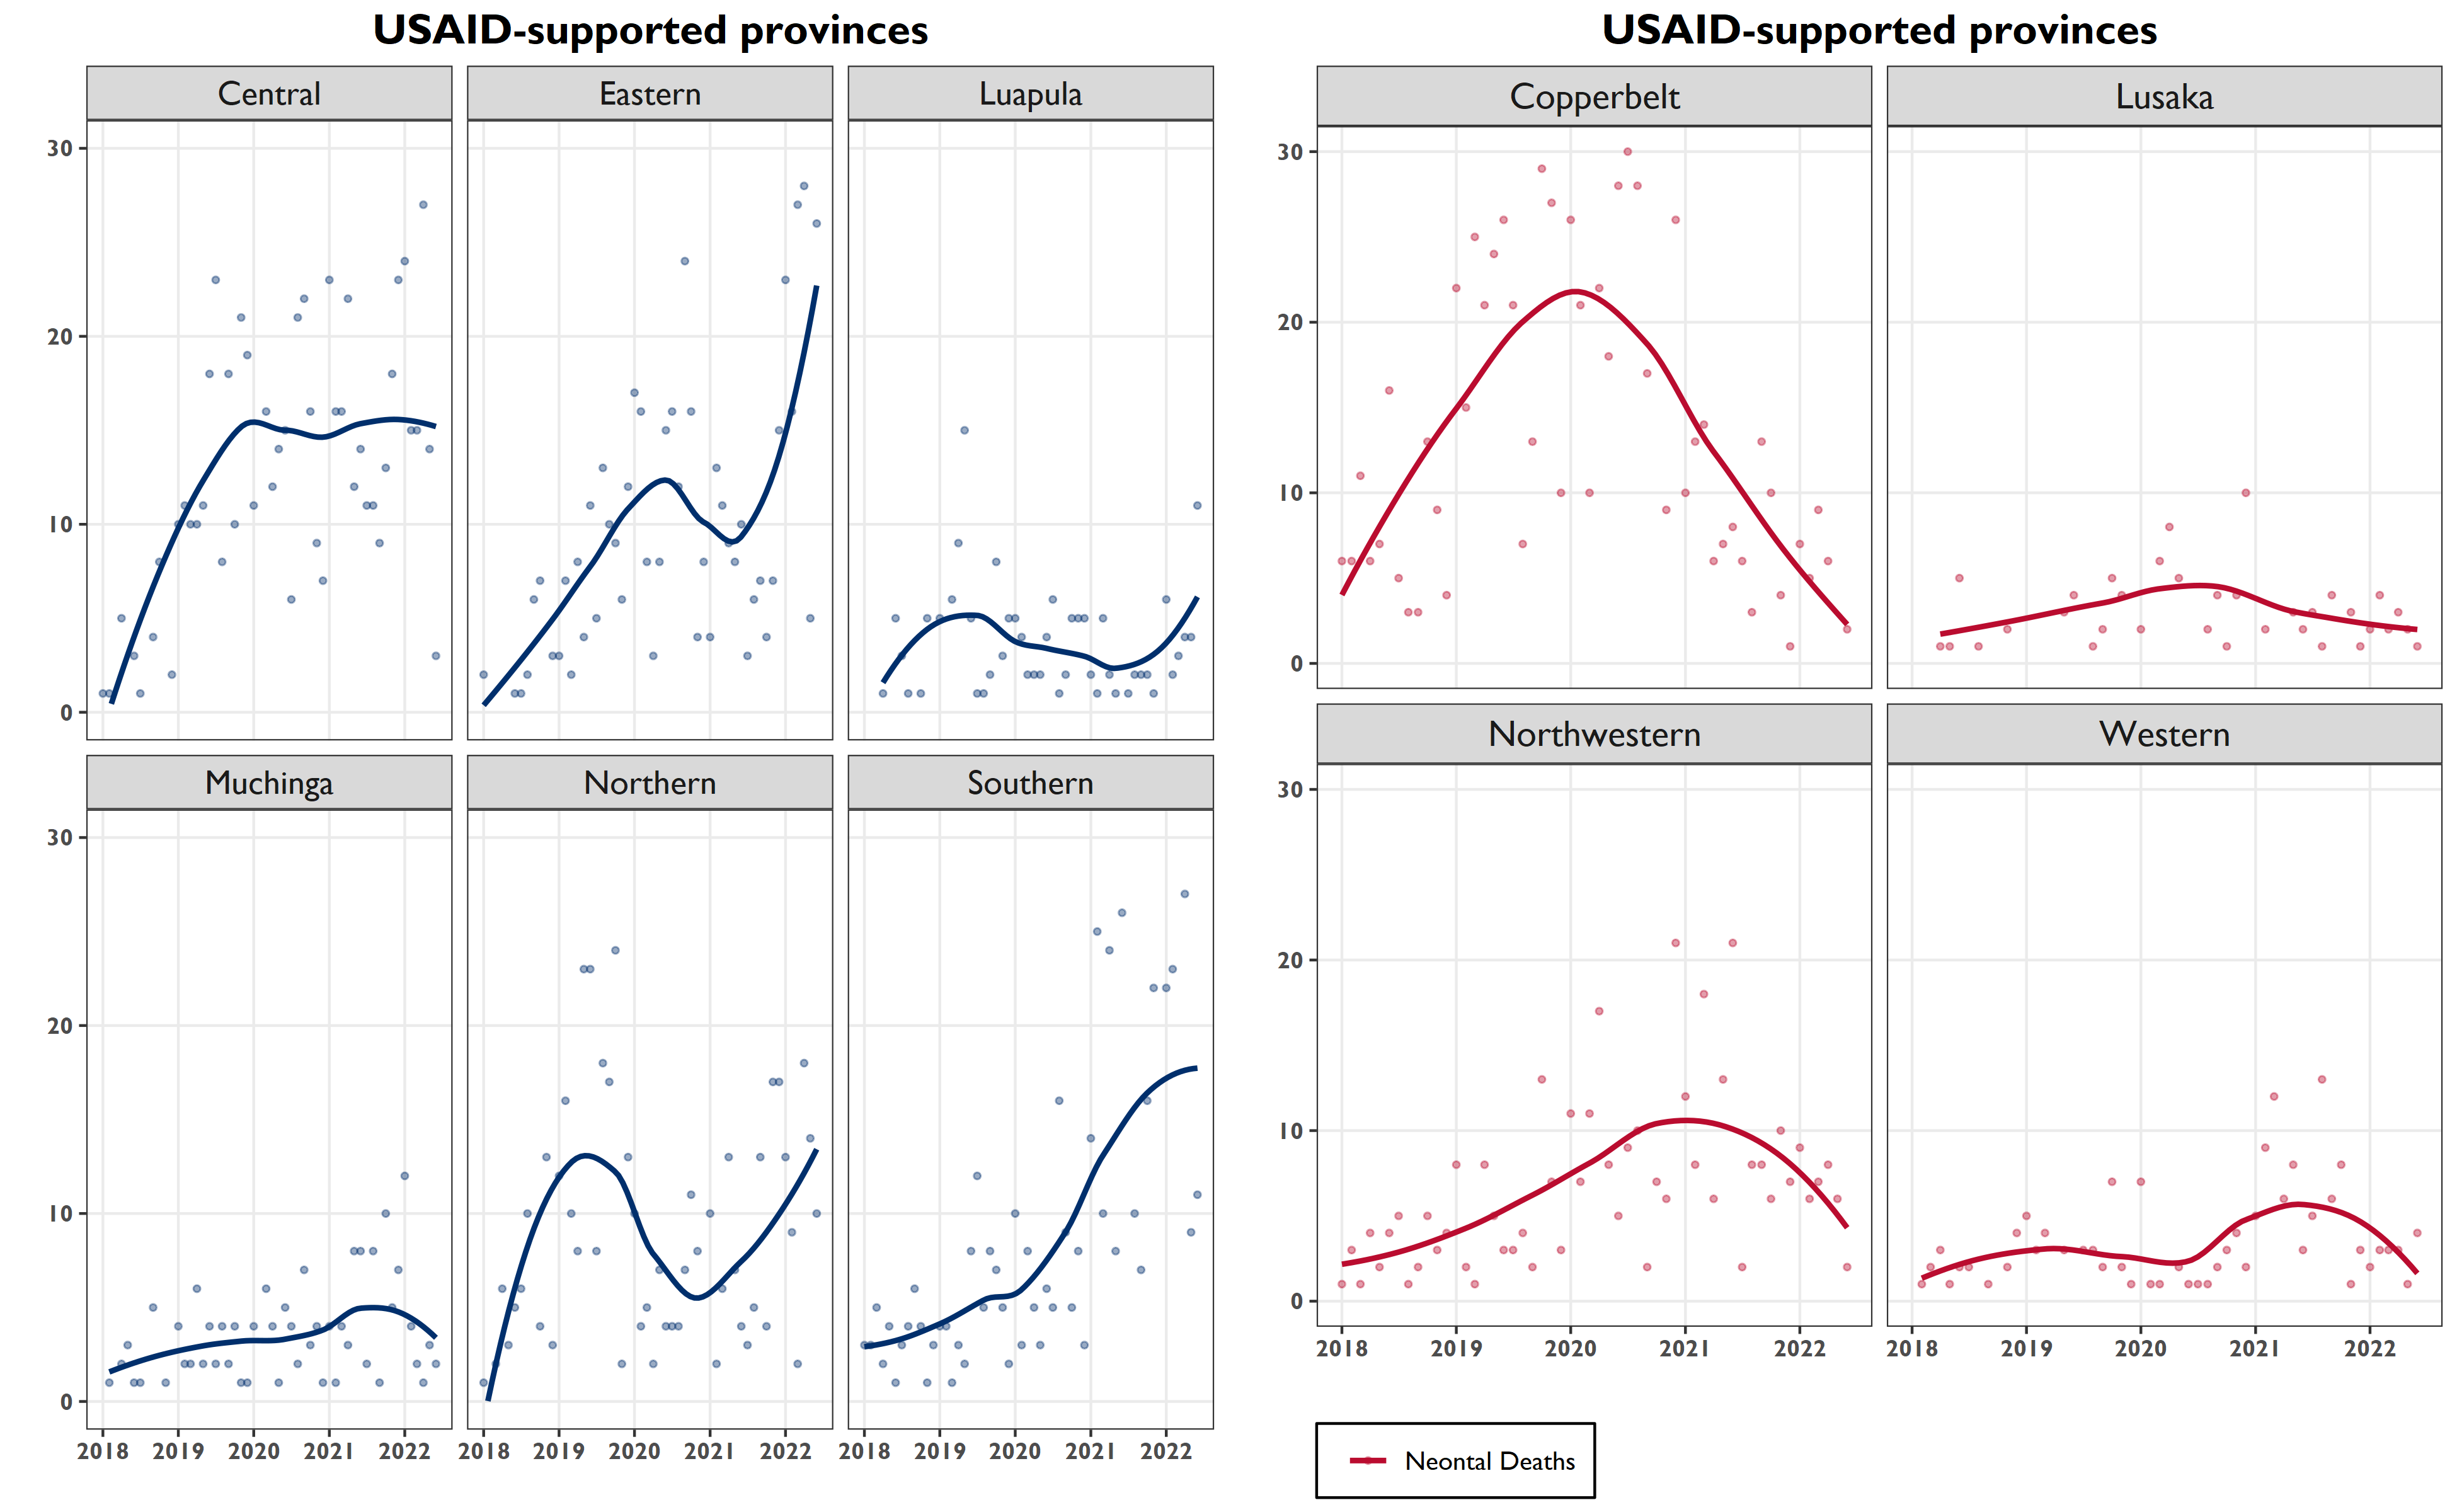 USAID-supported provinces
Central Eastern Luapula
30
20
10
0
Muchinga Northern Southern
30
20
10
0
2018 2019 2020 2021 2022 2018 2019 2020 2021 2022 2018 2019 2020 2021 2022
USAID-supported provinces
Copperbelt Lusaka
30
20
10
0
Northwestern Western
30
20
10
0
2018 2019 2020 2021 2022 2018 2019 2020 2021 2022
Neontal Deaths